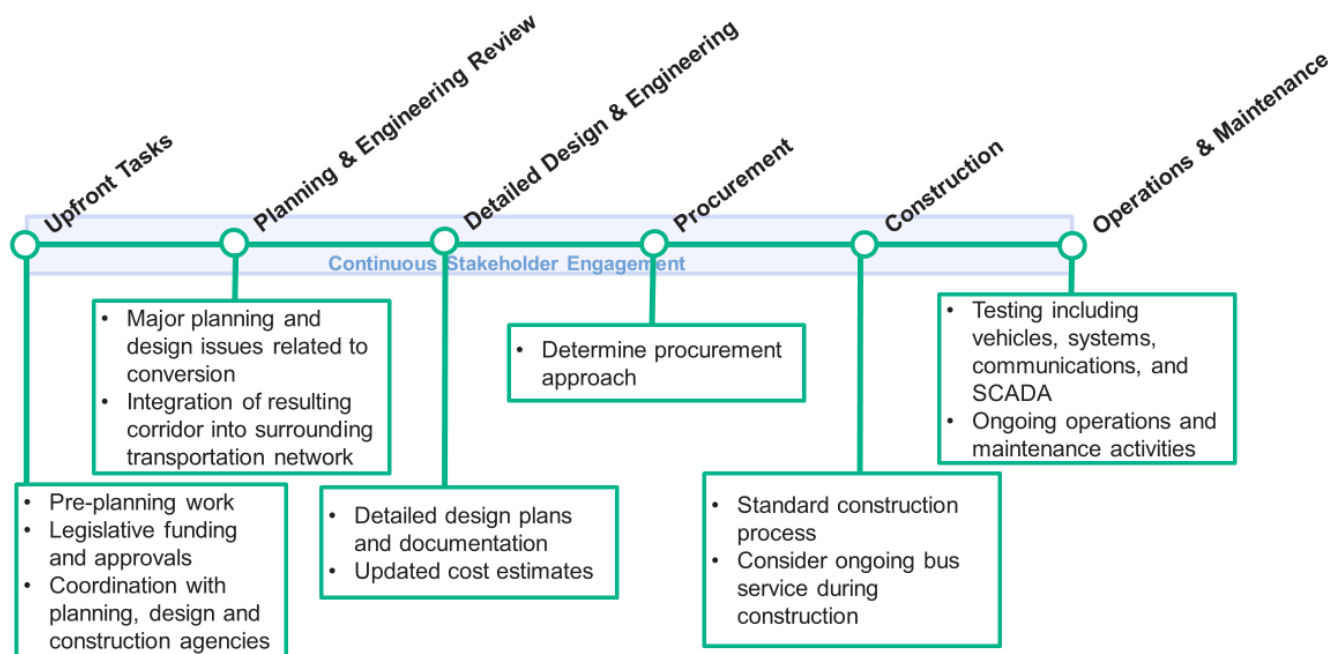 Upfront Tasks
Planning & Engineering Review
Detailed Design & Engineering
Procurement
Construction
Operations & Maintenance
Continuous Stakeholder Engagement
• Major planning and
design issues related to
conversion
• Integration of resulting
corridor into surrounding
transportation network
• Determine procurement
approach
• Testing including
vehicles, systems,
communications, and
SCADA
• Ongoing operations and
maintenance activities
• Pre-planning work
• Legislative funding
and approvals
• Coordination with
planning, design and
construction agencies
• Detailed design plans
and documentation
• Updated cost estimates
• Standard construction
process
• Consider ongoing bus
service during
construction